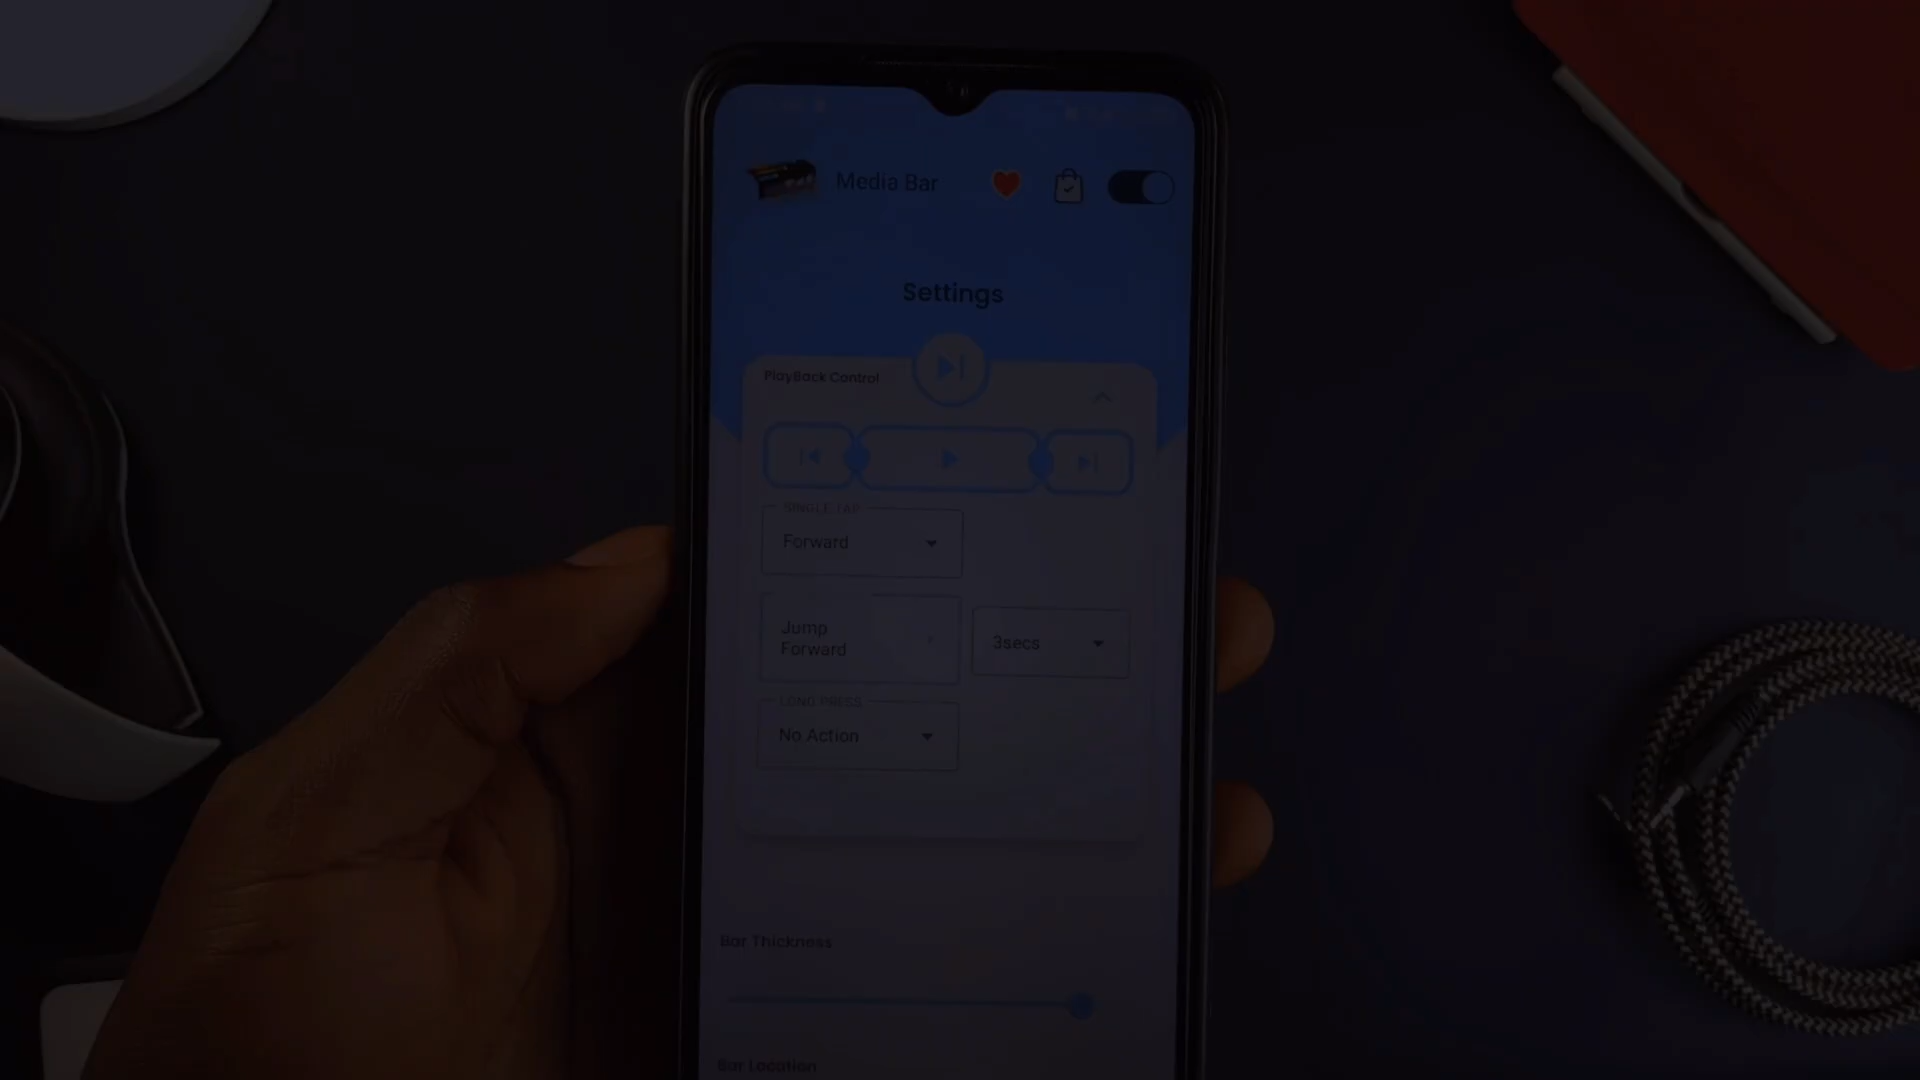 Media Bar
Settings
PlayBack Control
SINGLE TAP
Forward
Jump
Forward
3secs
LONG PRESS
No Action
Bar Thickness
Bar Location